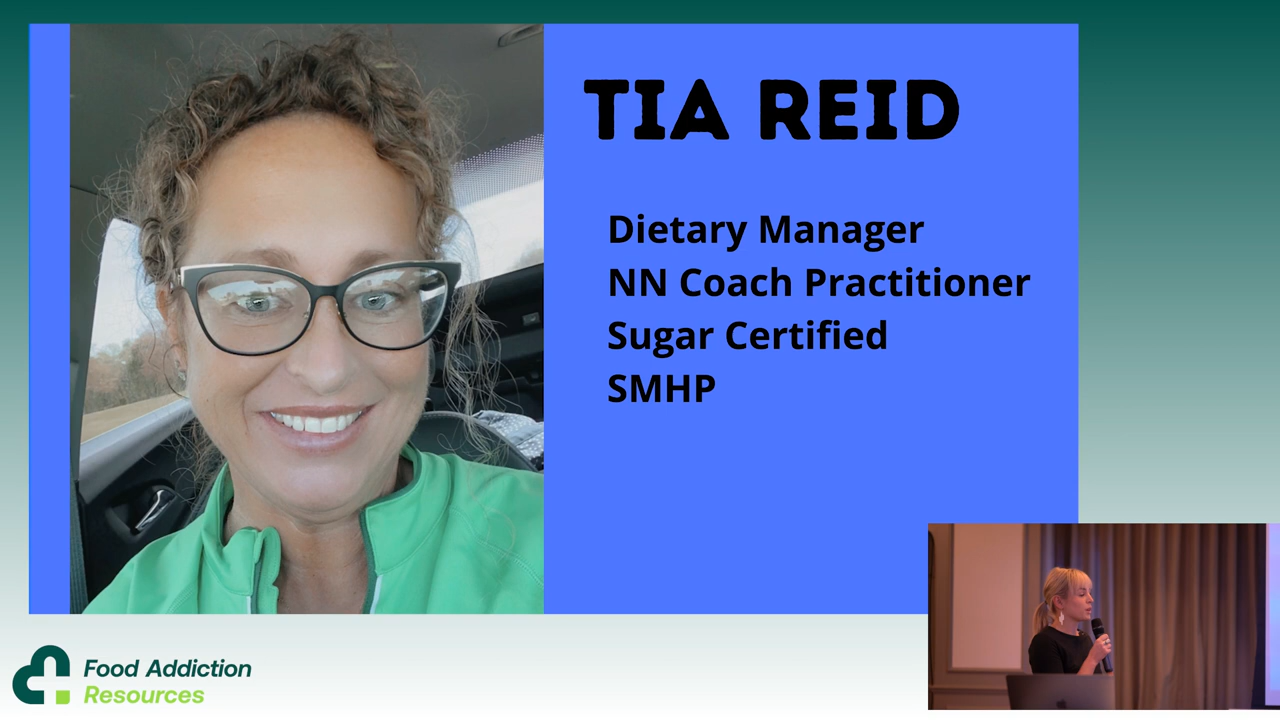 TIA REID
Dietary Manager
NN Coach Practitioner
Sugar Certified
SMHP
Food Addiction
Resources